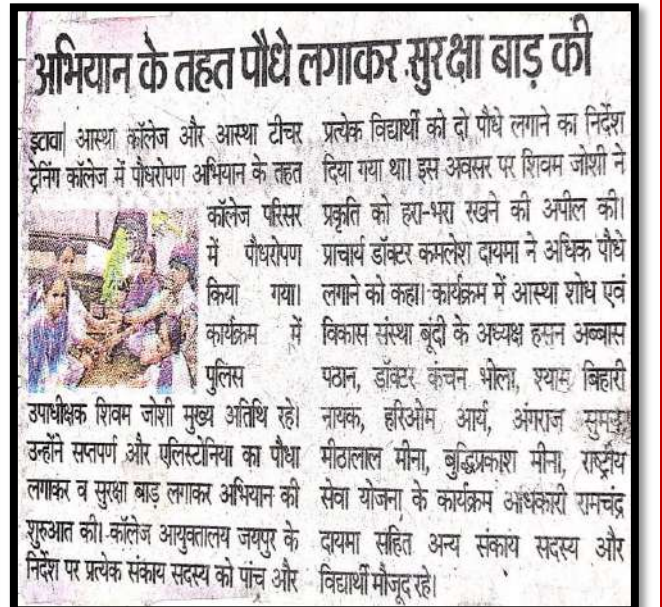 अभियान के तहत पौधे लगाकर सुरक्षा बाड़ की
इटावा| आस्था कॉलेज और आस्था टीचर
ट्रेनिंग कॉलेज में पौधरोपण अभियान के तहत
कॉलेज परिसर
में पौधरोपण
किया गया।
कार्यक्रम में
पुलिस
उपाधीक्षक शिवम जोशी मुख्य अतिथि रहे।
उन्होंने सप्तपर्ण और एलिस्टोनिया का पौधा
लगाकर व सुरक्षा बाड़ लगाकर अभियान की
शुरुआत की। कॉलेज आयुक्तालय जयपुर के
निर्देश पर प्रत्येक संकाय सदस्य को पांच और
प्रत्येक विद्यार्थी को दो पौधे लगाने का निर्देश
दिया गया था। इस अवसर पर शिवम जोशी ने
प्रकृति को हरा-भरा रखने की अपील की।
प्राचार्य डॉक्टर कमलेश दायमा ने अधिक पौधे
लगाने को कहा। कार्यक्रम में आस्था शोध एवं
विकास संस्था बूंदी के अध्यक्ष हसन अब्बास
पठान, डॉक्टर कंचन भोला, श्याम बिहारी
नायक, हरिओम आर्य, अंगराज सुमन,
मीठालाल मीना, बुद्धिप्रकाश मीना, राष्ट्रीय
सेवा योजना के कार्यक्रम अधिकारी रामचंद्र
दायमा सहित अन्य संकाय सदस्य और
विद्यार्थी मौजूद रहे।